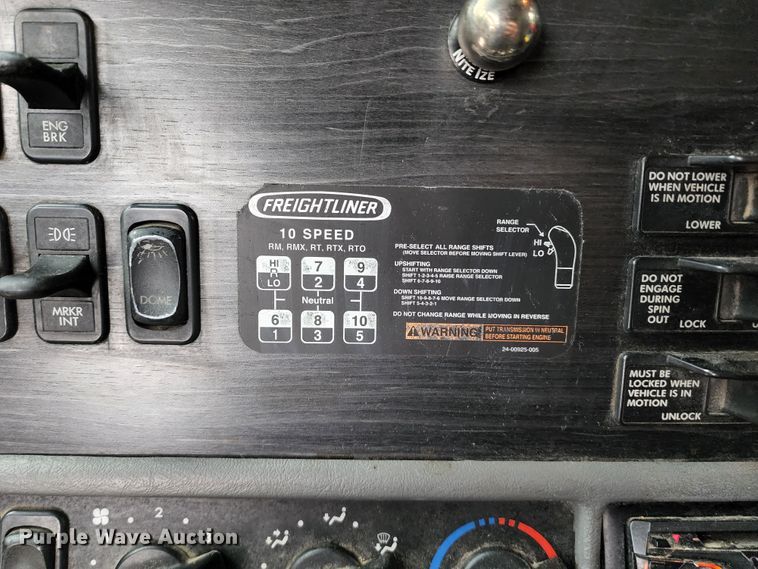 NITE IZE
ENG
BRK
DO NOT LOWER
WHEN VEHICLE
IS IN MOTION
LOWER
FREIGHTLINER
10 SPEED
RM, RMX, RT, RTX, RTO
HI
R
LO
7
2
9
4
Neutral
6
1
8
3
10
5
RANGE
SELECTOR
HI
LO
PRE-SELECT ALL RANGE SHIFTS
(MOVE SELECTOR BEFORE MOVING SHIFT LEVER)
UPSHIFTING
START WITH RANGE SELECTOR DOWN
SHIFT 1-2-3-4-5 RAISE RANGE SELECTOR
SHIFT 6-7-8-9-10
DOWN SHIFTING
SHIFT 10-9-8-7-6 MOVE RANGE SELECTOR DOWN
SHIFT 5-4-3-2-1
DO NOT CHANGE RANGE WHILE MOVING IN REVERSE
WARNING
PUT TRANSMISSION IN NEUTRAL
BEFORE STARTING ENGINE
24-00925-005
MRKR
INT
DOME
DO NOT
ENGAGE
DURING
SPIN
OUT
LOCK
MUST BE
LOCKED WHEN
VEHICLE IS IN
MOTION
UNLOCK
2
Purple Wave Auction